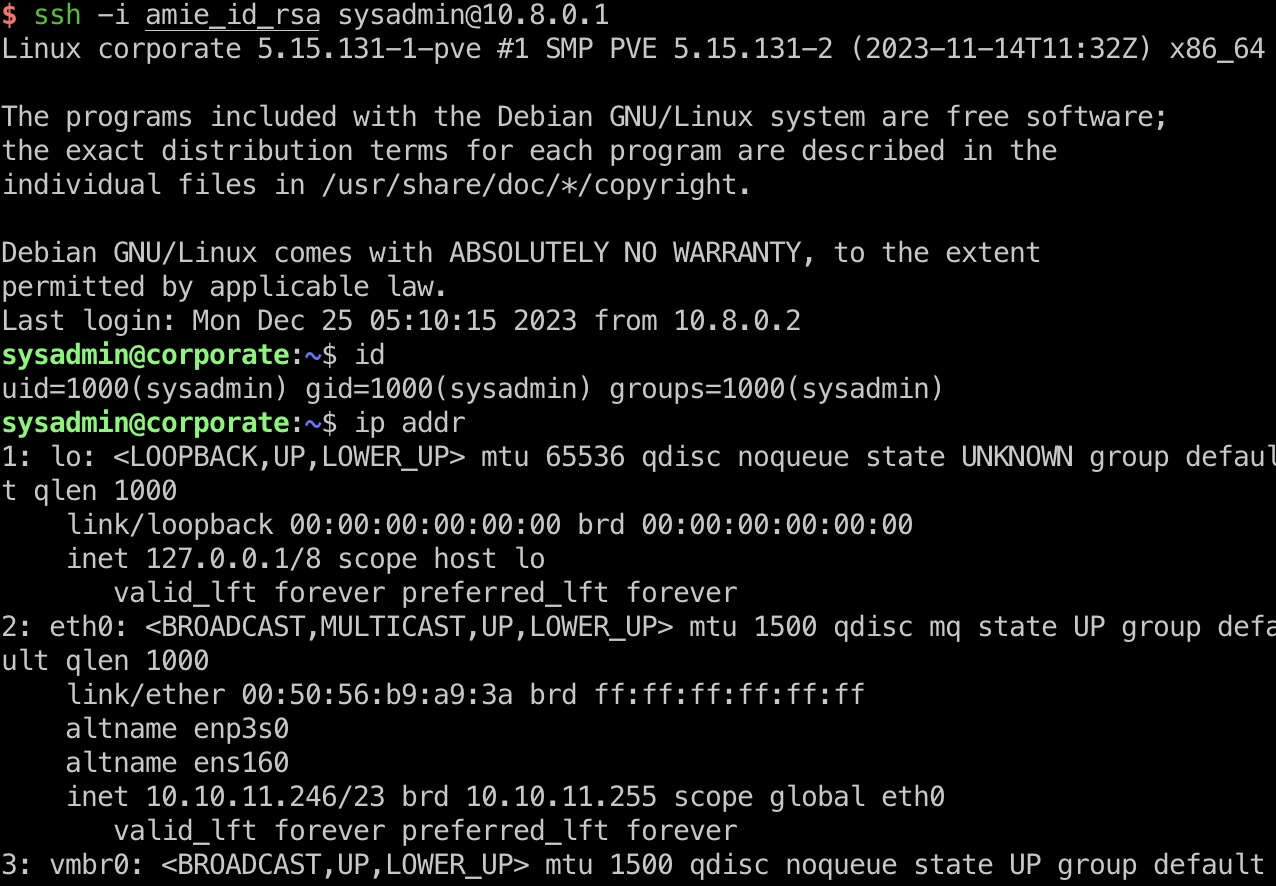 $ ssh -i amie_id_rsa sysadmin@10.8.0.1
Linux corporate 5.15.131-1-pve #1 SMP PVE 5.15.131-2 (2023-11-14T11:32Z) x86_64

The programs included with the Debian GNU/Linux system are free software;
the exact distribution terms for each program are described in the
individual files in /usr/share/doc/*/copyright.

Debian GNU/Linux comes with ABSOLUTELY NO WARRANTY, to the extent
permitted by applicable law.
Last login: Mon Dec 25 05:10:15 2023 from 10.8.0.2
sysadmin@corporate:~$ id
uid=1000(sysadmin) gid=1000(sysadmin) groups=1000(sysadmin)
sysadmin@corporate:~$ ip addr
1: lo: <LOOPBACK,UP,LOWER_UP> mtu 65536 qdisc noqueue state UNKNOWN group defaul
t qlen 1000
    link/loopback 00:00:00:00:00:00 brd 00:00:00:00:00:00
    inet 127.0.0.1/8 scope host lo
       valid_lft forever preferred_lft forever
2: eth0: <BROADCAST,MULTICAST,UP,LOWER_UP> mtu 1500 qdisc mq state UP group defa
ult qlen 1000
    link/ether 00:50:56:b9:a9:3a brd ff:ff:ff:ff:ff:ff
    altname enp3s0
    altname ens160
    inet 10.10.11.246/23 brd 10.10.11.255 scope global eth0
       valid_lft forever preferred_lft forever
3: vmbr0: <BROADCAST,UP,LOWER_UP> mtu 1500 qdisc noqueue state UP group default